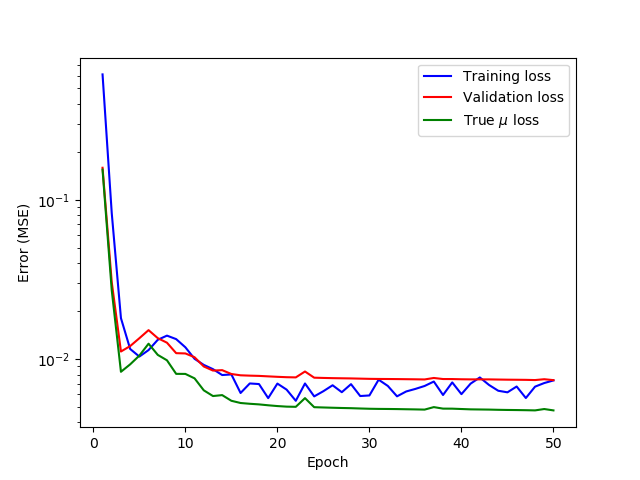 Training loss
Validation loss
True μ loss
10⁻¹
10⁻²
Error (MSE)
0 10 20 30 40 50
Epoch